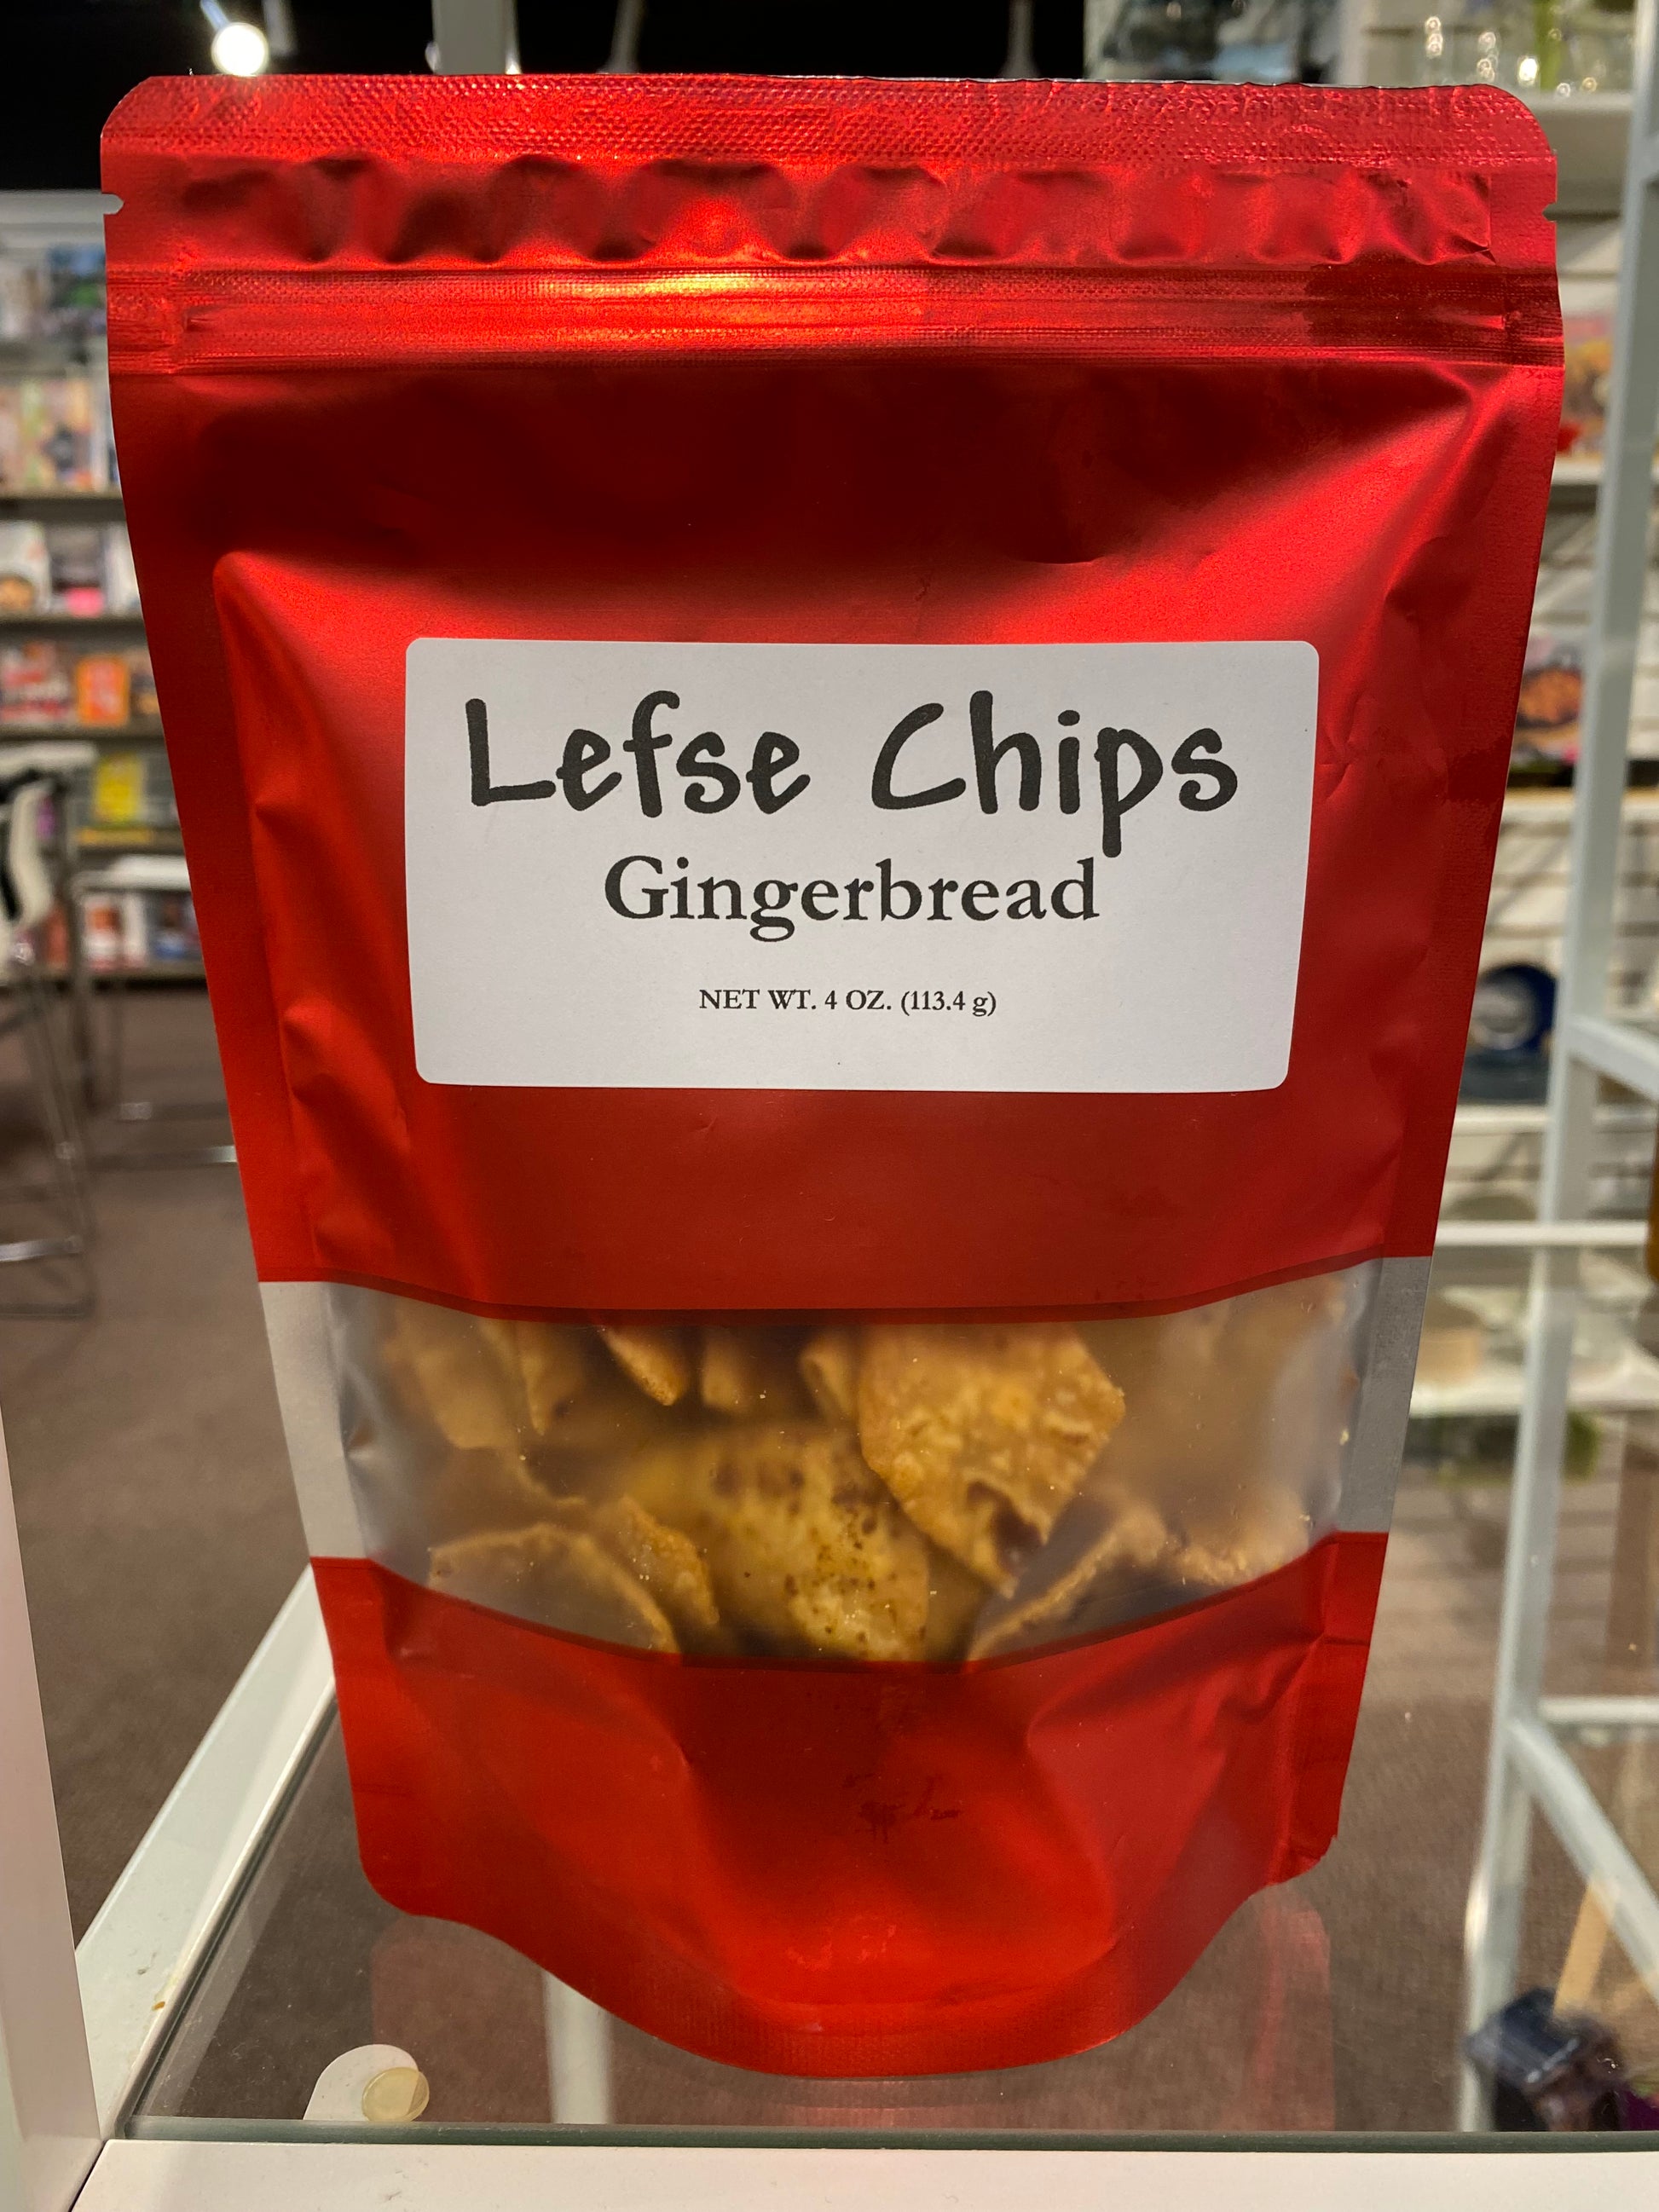 Lefse Chips
Gingerbread
NET WT. 4 OZ. (113.4 g)